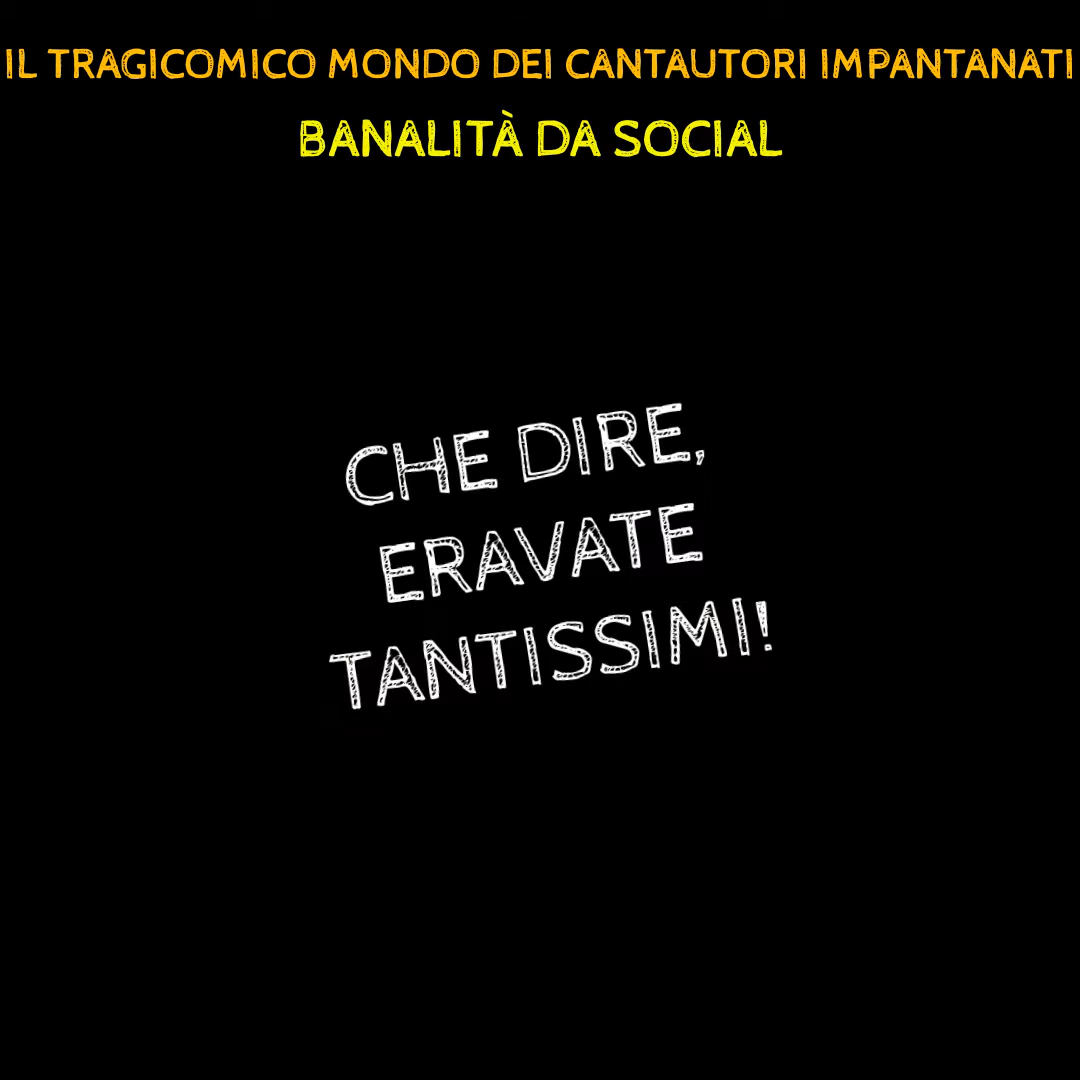 IL TRAGICOMICO MONDO DEI CANTAUTORI IMPANTANATI
BANALITÀ DA SOCIAL
CHE DIRE,
ERAVATE
TANTISSIMI!